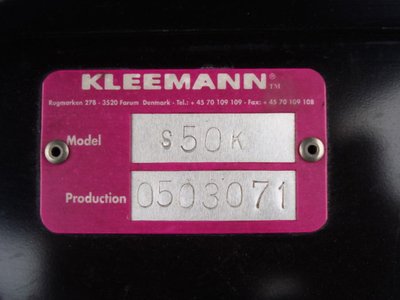 KLEEMANN®™
Rugmarken 27B - 3520 Farum Denmark - Tel.: + 45 70 109 109 - Fax: + 45 70 109 108
Model S50K
Production 0503071